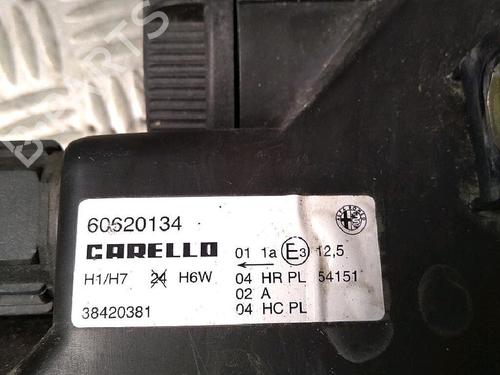 60620134
CARELLO 01 1a E3 12,5
H1/H7 24 H6W 04 HR PL 54151
02 A
38420381 04 HC PL